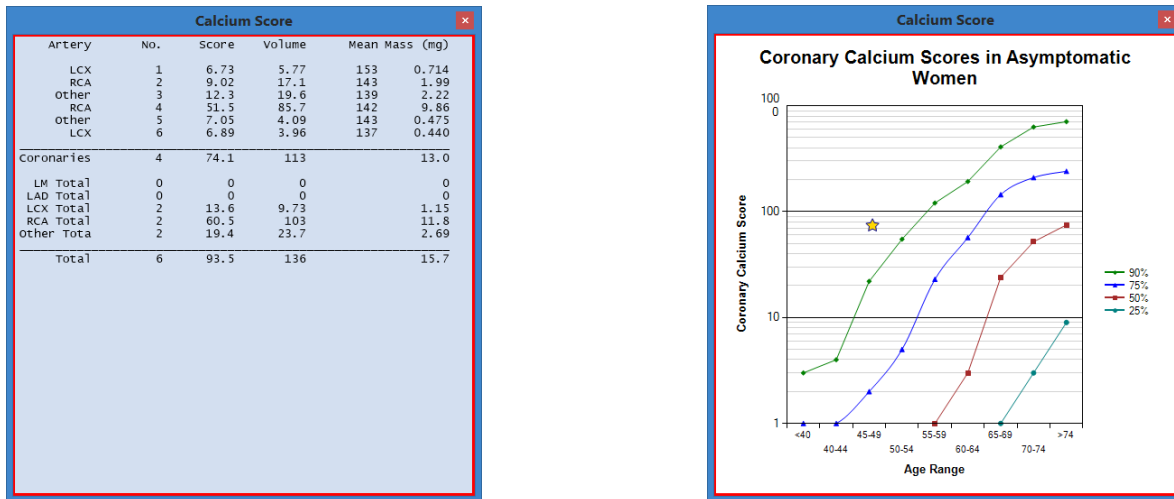 Calcium Score
Artery No. Score Volume Mean Mass (mg)
LCX 1 6.73 5.77 153 0.714
RCA 2 9.02 17.1 143 1.99
Other 3 12.3 19.6 139 2.22
RCA 4 51.5 85.7 142 9.86
Other 5 7.05 4.09 143 0.475
LCX 6 6.89 3.96 137 0.440
Coronaries 4 74.1 113 13.0
LM Total 0 0 0 0
LAD Total 0 0 0 0
LCX Total 2 13.6 9.73 1.15
RCA Total 2 60.5 103 11.8
Other Tota 2 19.4 23.7 2.69
Total 6 93.5 136 15.7
Calcium Score
Coronary Calcium Scores in Asymptomatic
Women
Coronary Calcium Score
100
0
100
10
1
<40 45-49 55-59 65-69 >74
40-44 50-54 60-64 70-74
Age Range
90%
75%
50%
25%